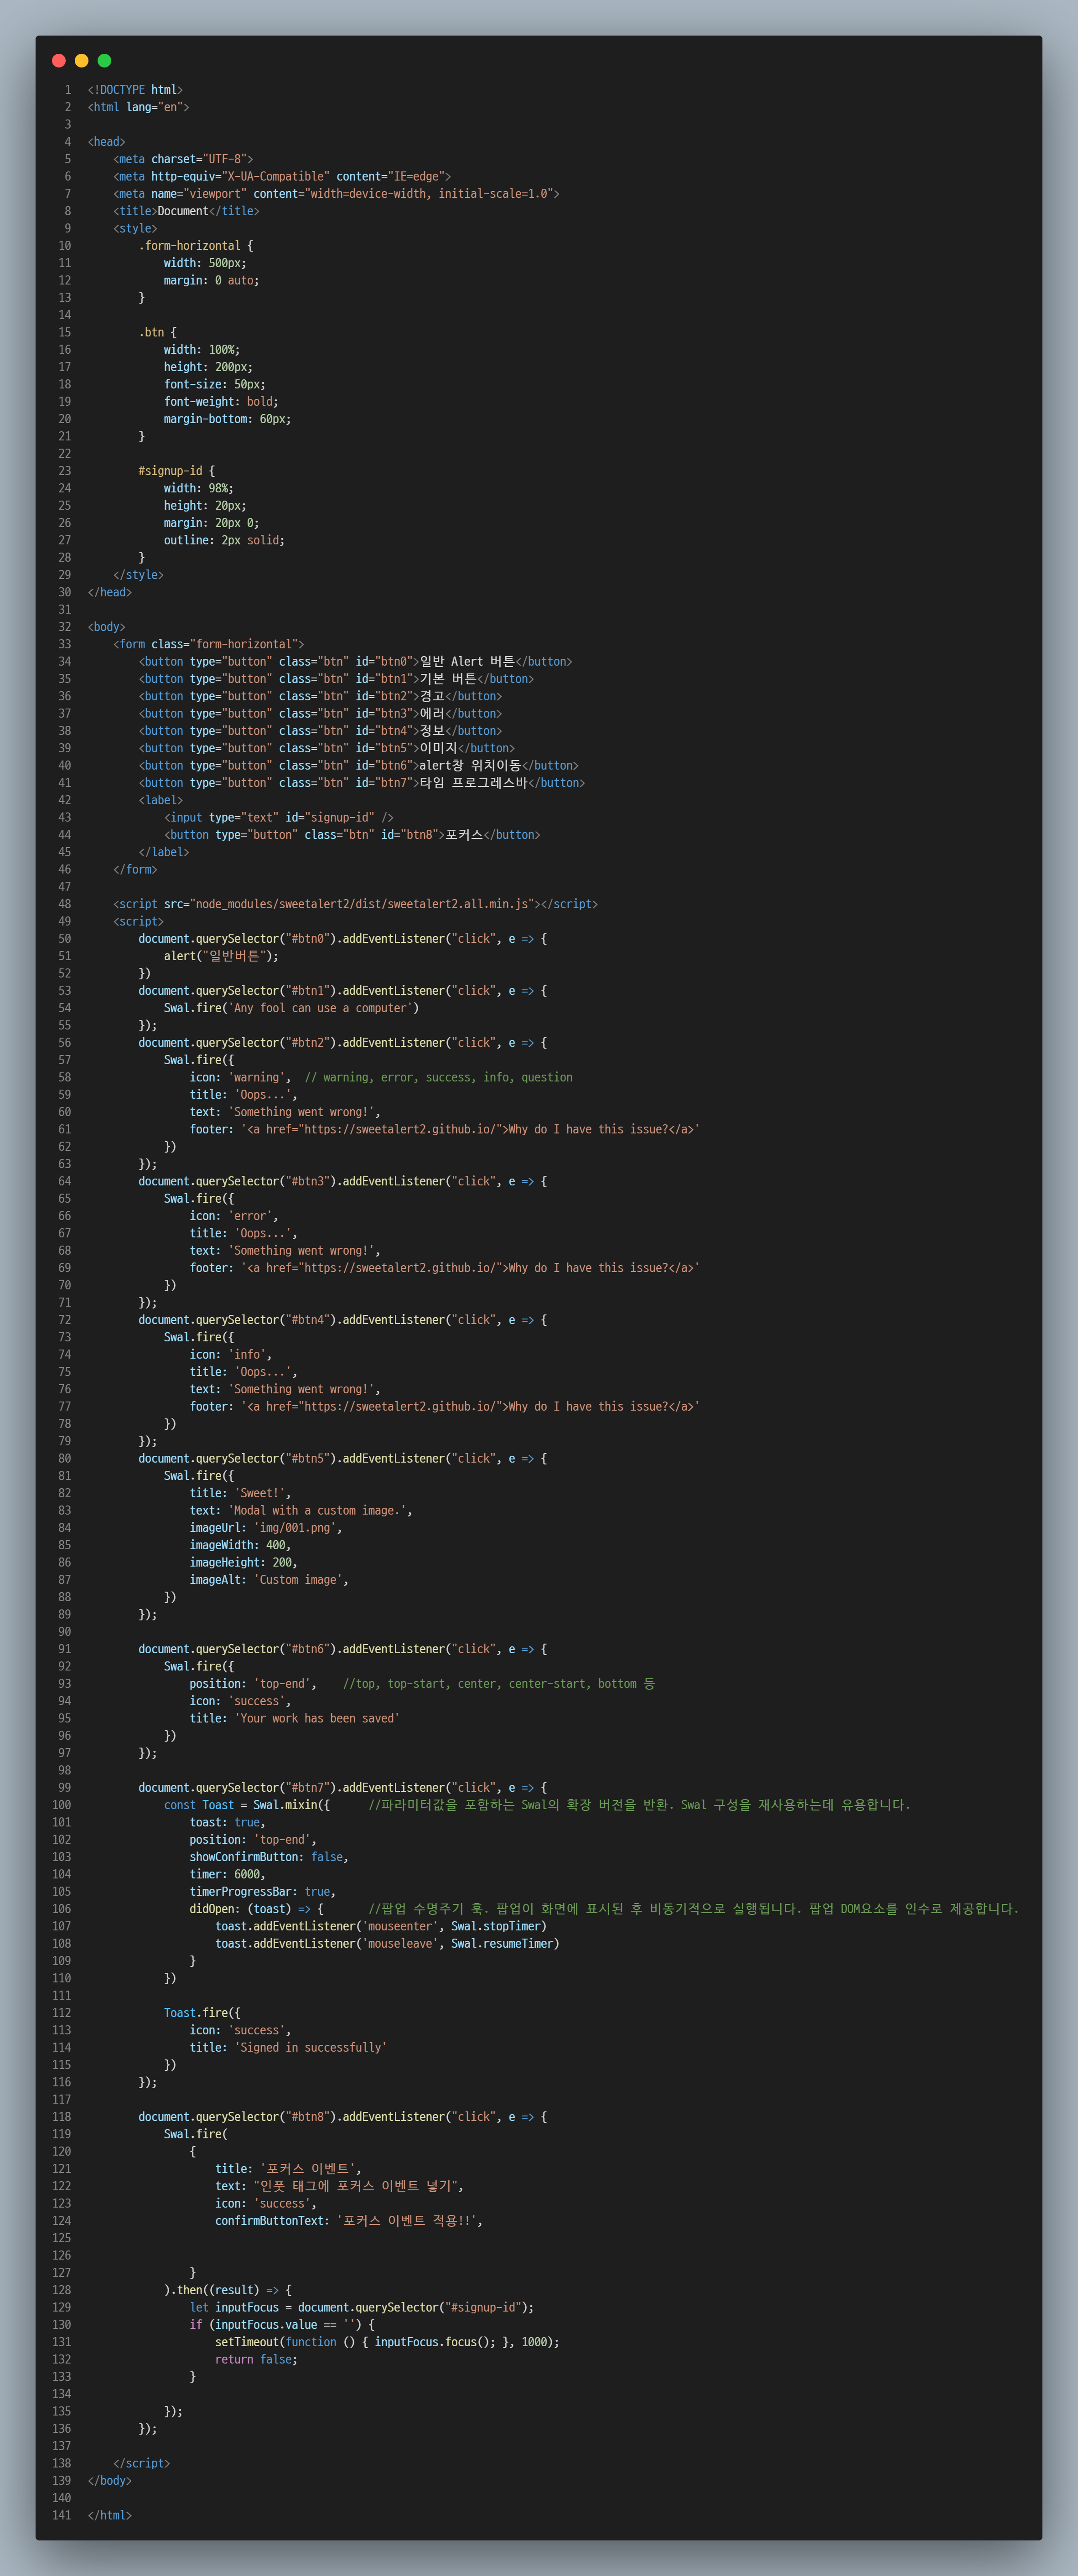 1 <!DOCTYPE html>
2 <html lang="en">
3
4 <head>
5     <meta charset="UTF-8">
6     <meta http-equiv="X-UA-Compatible" content="IE=edge">
7     <meta name="viewport" content="width=device-width, initial-scale=1.0">
8     <title>Document</title>
9     <style>
10         .form-horizontal {
11             width: 500px;
12             margin: 0 auto;
13         }
14
15         .btn {
16             width: 100%;
17             height: 200px;
18             font-size: 50px;
19             font-weight: bold;
20             margin-bottom: 60px;
21         }
22
23         #signup-id {
24             width: 98%;
25             height: 20px;
26             margin: 20px 0;
27             outline: 2px solid;
28         }
29     </style>
30 </head>
31
32 <body>
33     <form class="form-horizontal">
34         <button type="button" class="btn" id="btn0">일반 Alert 버튼</button>
35         <button type="button" class="btn" id="btn1">기본 버튼</button>
36         <button type="button" class="btn" id="btn2">경고</button>
37         <button type="button" class="btn" id="btn3">에러</button>
38         <button type="button" class="btn" id="btn4">정보</button>
39         <button type="button" class="btn" id="btn5">이미지</button>
40         <button type="button" class="btn" id="btn6">alert창 위치이동</button>
41         <button type="button" class="btn" id="btn7">타임 프로그레스바</button>
42         <label>
43             <input type="text" id="signup-id" />
44             <button type="button" class="btn" id="btn8">포커스</button>
45         </label>
46     </form>
47
48     <script src="node_modules/sweetalert2/dist/sweetalert2.all.min.js"></script>
49     <script>
50         document.querySelector("#btn0").addEventListener("click", e => {
51             alert("일반버튼");
52         })
53         document.querySelector("#btn1").addEventListener("click", e => {
54             Swal.fire('Any fool can use a computer')
55         });
56         document.querySelector("#btn2").addEventListener("click", e => {
57             Swal.fire({
58                 icon: 'warning',  // warning, error, success, info, question
59                 title: 'Oops...',
60                 text: 'Something went wrong!',
61                 footer: '<a href="https://sweetalert2.github.io/">Why do I have this issue?</a>'
62             })
63         });
64         document.querySelector("#btn3").addEventListener("click", e => {
65             Swal.fire({
66                 icon: 'error',
67                 title: 'Oops...',
68                 text: 'Something went wrong!',
69                 footer: '<a href="https://sweetalert2.github.io/">Why do I have this issue?</a>'
70             })
71         });
72         document.querySelector("#btn4").addEventListener("click", e => {
73             Swal.fire({
74                 icon: 'info',
75                 title: 'Oops...',
76                 text: 'Something went wrong!',
77                 footer: '<a href="https://sweetalert2.github.io/">Why do I have this issue?</a>'
78             })
79         });
80         document.querySelector("#btn5").addEventListener("click", e => {
81             Swal.fire({
82                 title: 'Sweet!',
83                 text: 'Modal with a custom image.',
84                 imageUrl: 'img/001.png',
85                 imageWidth: 400,
86                 imageHeight: 200,
87                 imageAlt: 'Custom image',
88             })
89         });
90
91         document.querySelector("#btn6").addEventListener("click", e => {
92             Swal.fire({
93                 position: 'top-end',    //top, top-start, center, center-start, bottom 등
94                 icon: 'success',
95                 title: 'Your work has been saved'
96             })
97         });
98
99         document.querySelector("#btn7").addEventListener("click", e => {
100             const Toast = Swal.mixin({      //파라미터값을 포함하는 Swal의 확장 버전을 반환. Swal 구성을 재사용하는데 유용합니다.
101                 toast: true,
102                 position: 'top-end',
103                 showConfirmButton: false,
104                 timer: 6000,
105                 timerProgressBar: true,
106                 didOpen: (toast) => {       //팝업 수명주기 훅. 팝업이 화면에 표시된 후 비동기적으로 실행됩니다. 팝업 DOM요소를 인수로 제공합니다.
107                     toast.addEventListener('mouseenter', Swal.stopTimer)
108                     toast.addEventListener('mouseleave', Swal.resumeTimer)
109                 }
110             })
111
112             Toast.fire({
113                 icon: 'success',
114                 title: 'Signed in successfully'
115             })
116         });
117
118         document.querySelector("#btn8").addEventListener("click", e => {
119             Swal.fire(
120                 {
121                     title: '포커스 이벤트',
122                     text: "인풋 태그에 포커스 이벤트 넣기",
123                     icon: 'success',
124                     confirmButtonText: '포커스 이벤트 적용!!',
125
126
127                 }
128             ).then((result) => {
129                 let inputFocus = document.querySelector("#signup-id");
130                 if (inputFocus.value == '') {
131                     setTimeout(function () { inputFocus.focus(); }, 1000);
132                     return false;
133                 }
134
135             });
136         });
137
138     </script>
139 </body>
140
141 </html>